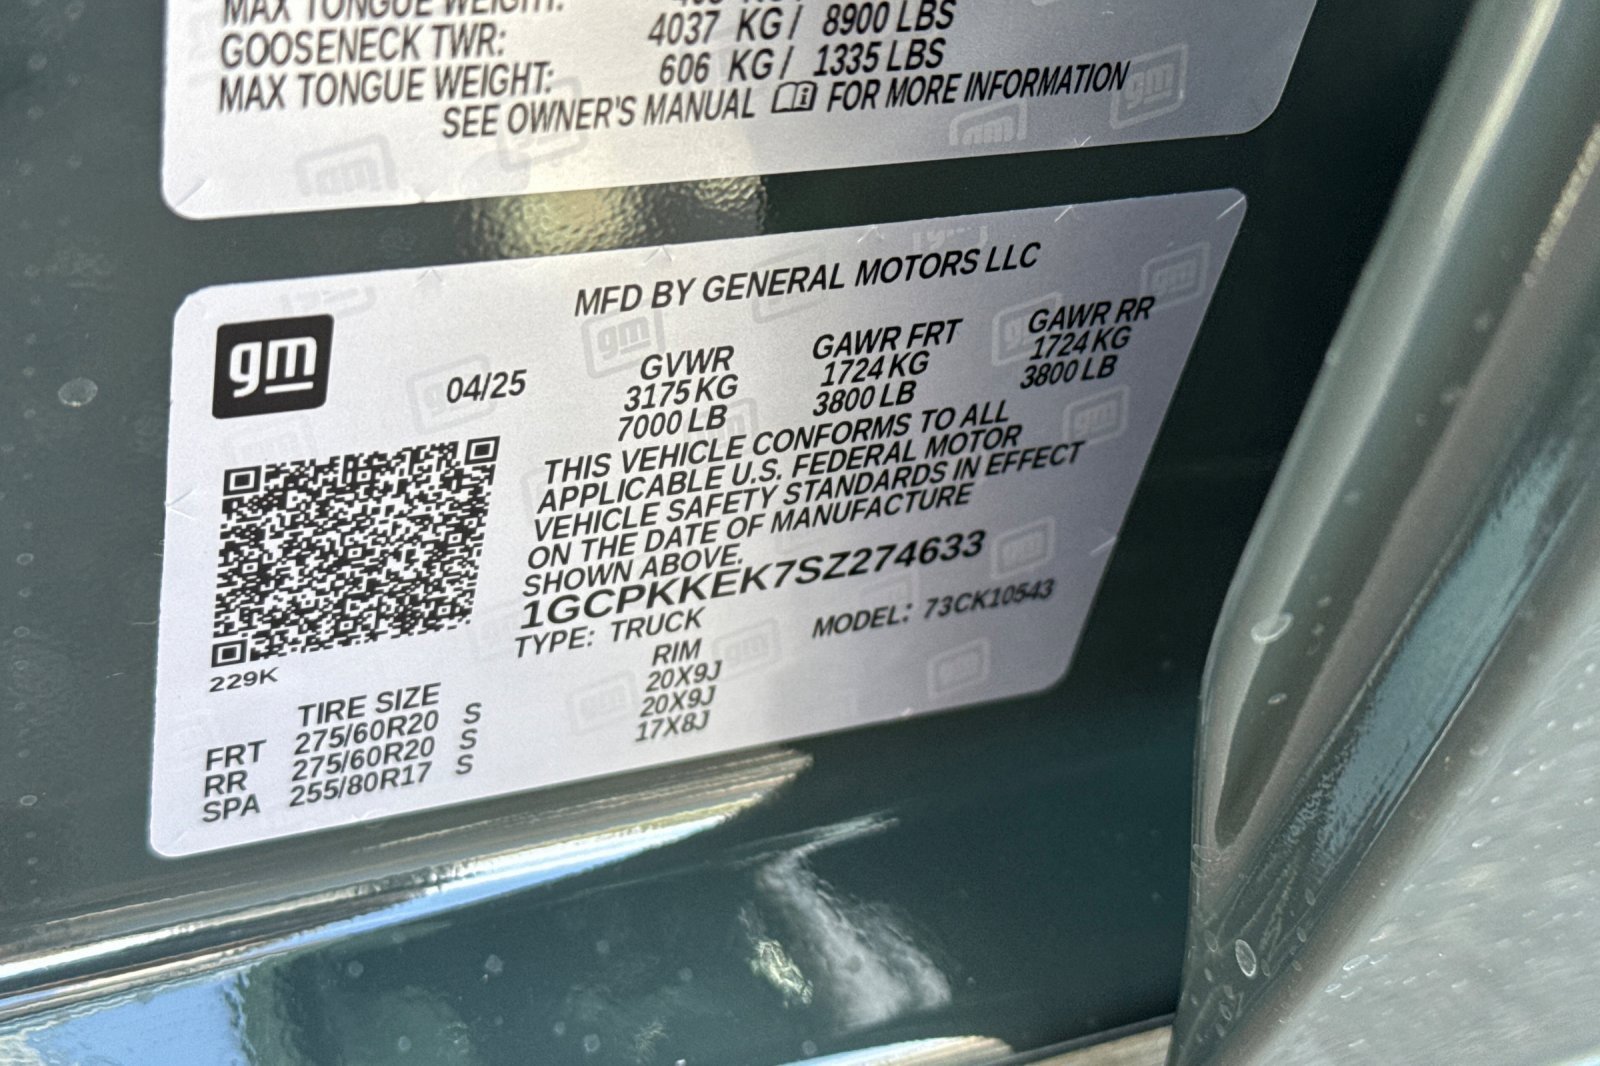 MAX TONGUE WEIGHT:
GOOSENECK TWR: 4037 KG / 8900 LBS
MAX TONGUE WEIGHT: 606 KG / 1335 LBS
SEE OWNER'S MANUAL FOR MORE INFORMATION
gm
MFD BY GENERAL MOTORS LLC
04/25
GVWR GAWR FRT GAWR RR
3175 KG 1724 KG 1724 KG
7000 LB 3800 LB 3800 LB
THIS VEHICLE CONFORMS TO ALL
APPLICABLE U.S. FEDERAL MOTOR
VEHICLE SAFETY STANDARDS IN EFFECT
ON THE DATE OF MANUFACTURE
SHOWN ABOVE.
1GCPKKEK7SZ274633
TYPE: TRUCK MODEL: 73CK10543
229K
TIRE SIZE RIM
FRT 275/60R20 S 20X9J
RR 275/60R20 S 20X9J
SPA 255/80R17 S 17X8J